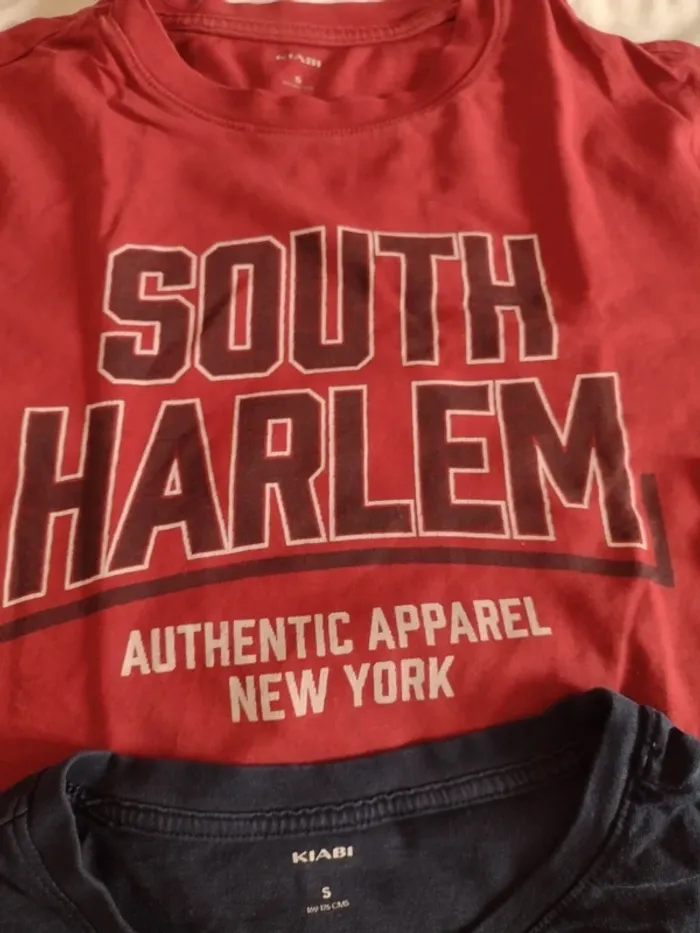 KIABI
S
SOUTH
HARLEM
AUTHENTIC APPAREL
NEW YORK
KIABI
S